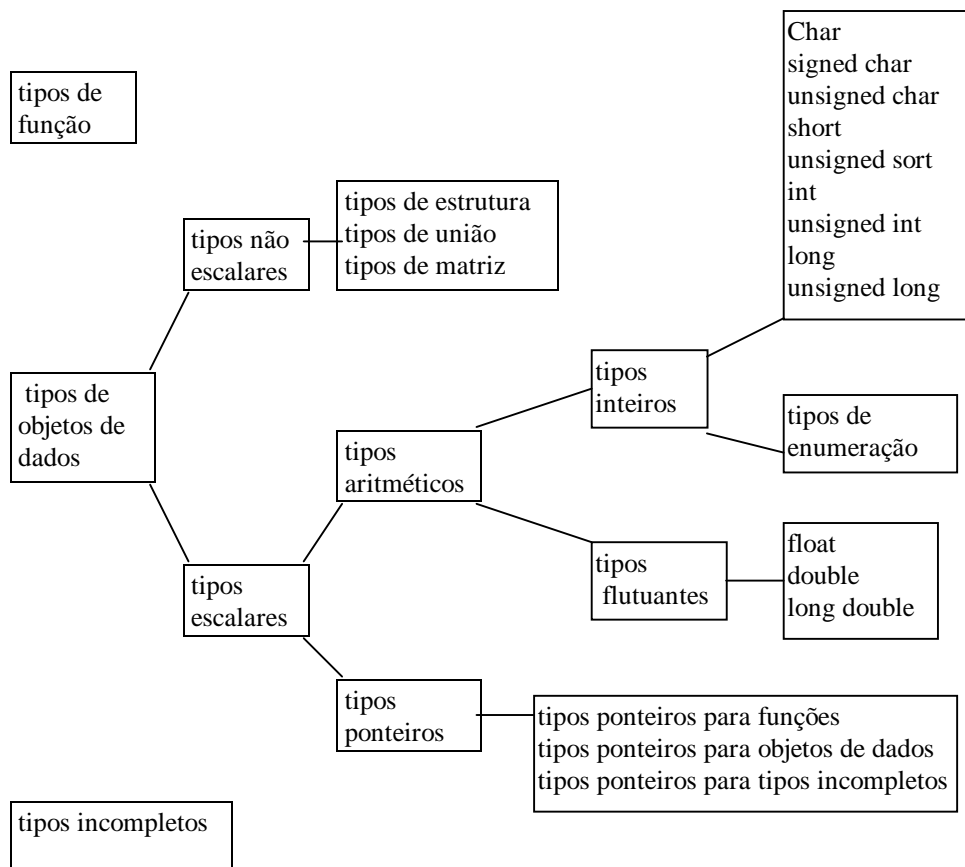 Char
signed char
unsigned char
short
unsigned sort
int
unsigned int
long
unsigned long
tipos de
função
tipos de estrutura
tipos de união
tipos de matriz
tipos não
escalares
tipos de
objetos de
dados
tipos
inteiros
tipos de
enumeração
tipos
aritméticos
float
double
long double
tipos
flutuantes
tipos
escalares
tipos
ponteiros
tipos ponteiros para funções
tipos ponteiros para objetos de dados
tipos ponteiros para tipos incompletos
tipos incompletos